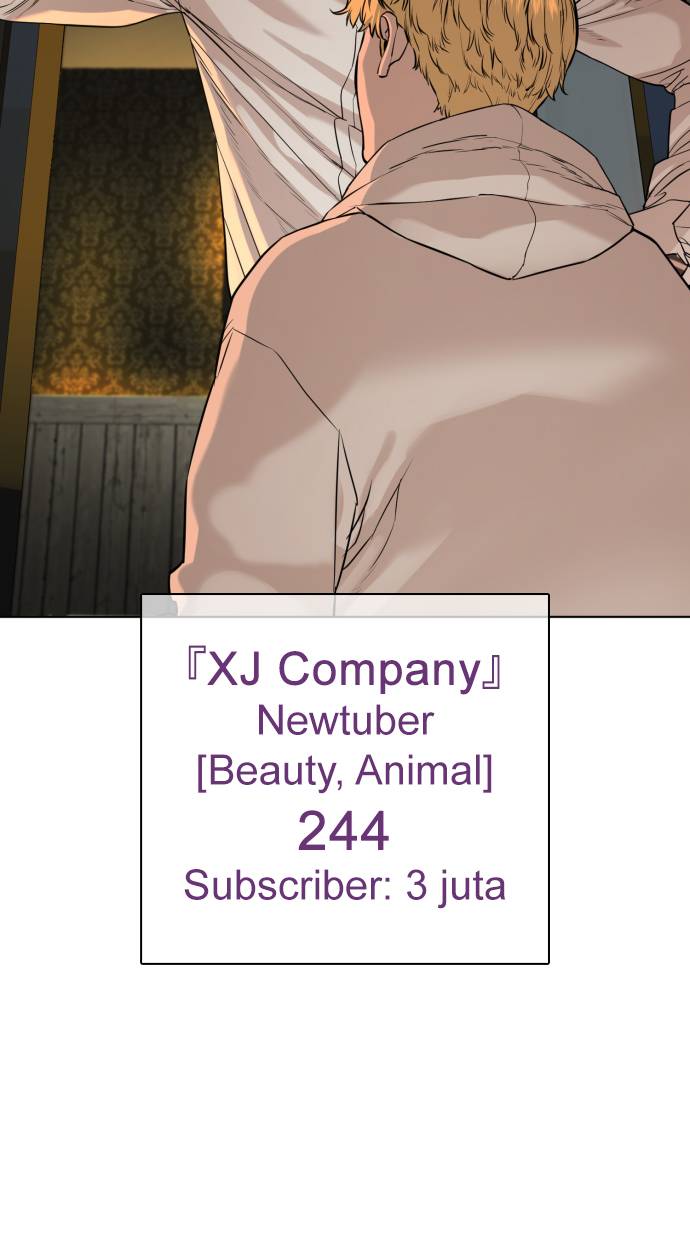 『XJ Company』
Newtuber
[Beauty, Animal]
244
Subscriber: 3 juta